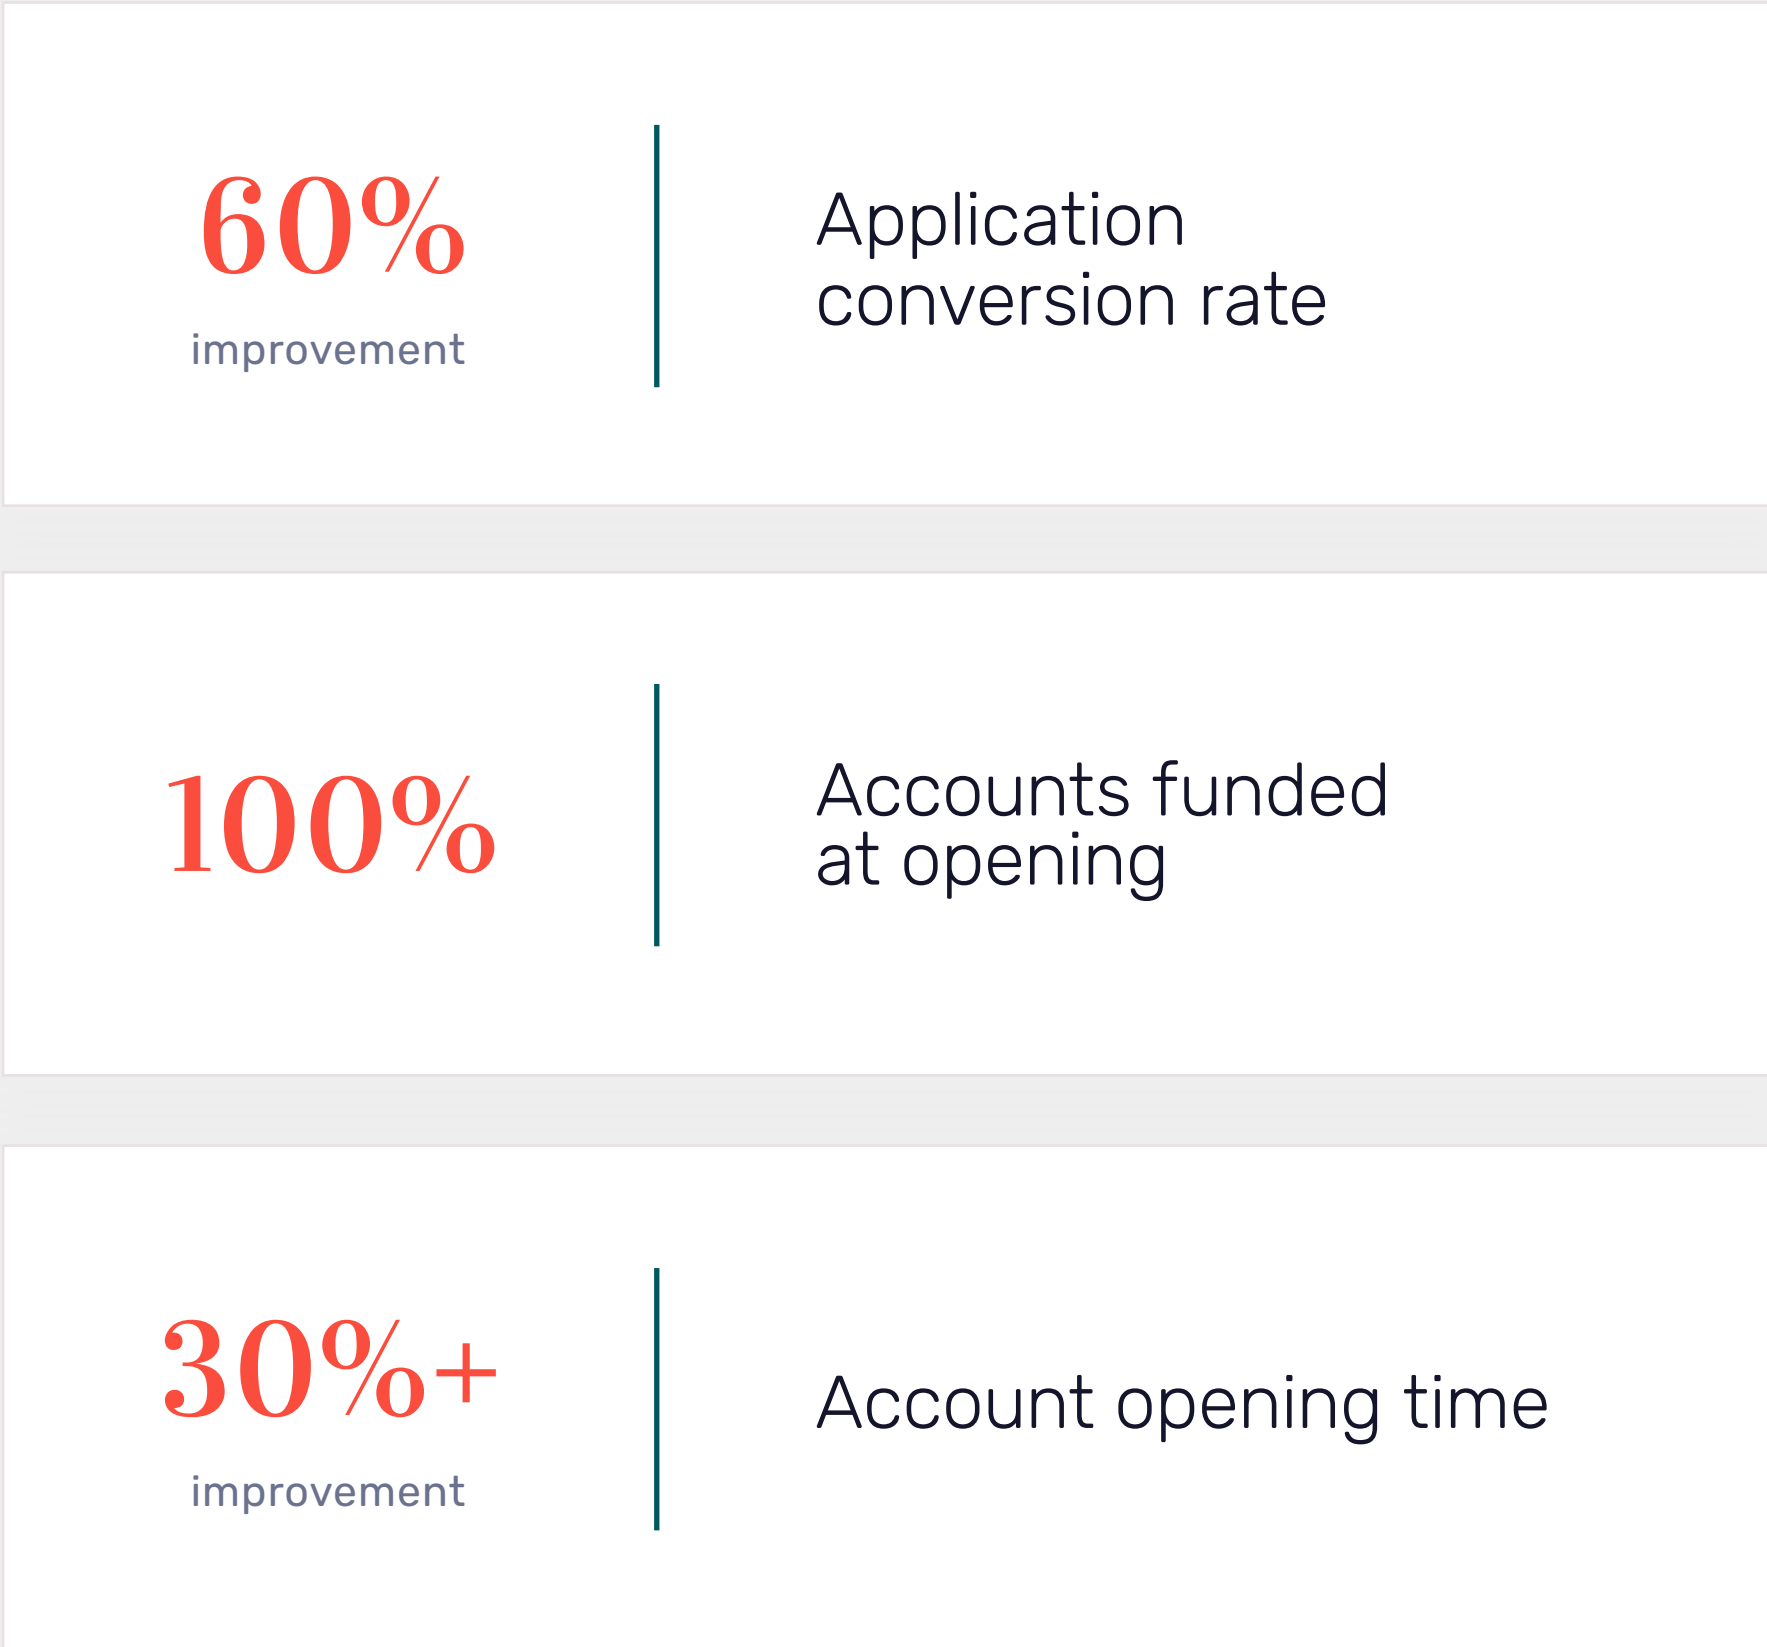 60%
improvement
Application
conversion rate
100%
Accounts funded
at opening
30%+
improvement
Account opening time